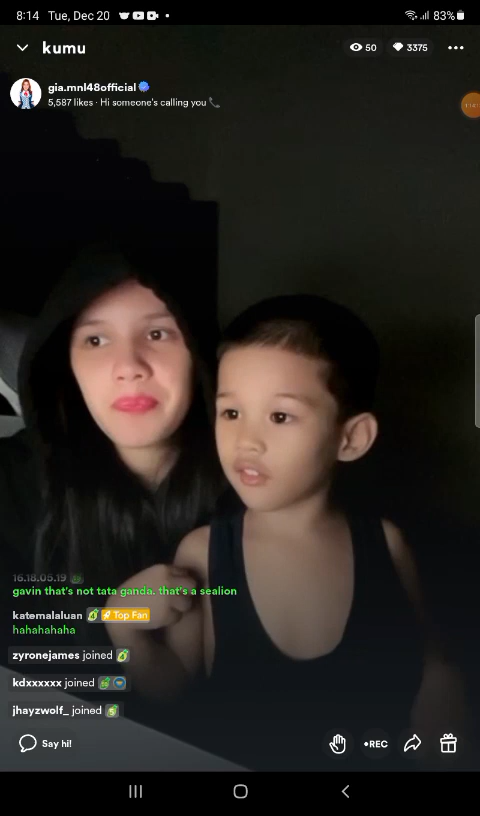 8:14 Tue, Dec 20 83%
kumu 50 3375
gia.mnl48official
5,587 likes · Hi someone's calling you
16.18.05.19
gavin that's not tata ganda. that's a sealion
katemalaluan Top Fan
hahahahaha
zyronejames joined
kdxxxxxx joined
jhayzwolf_ joined
Say hi! •REC